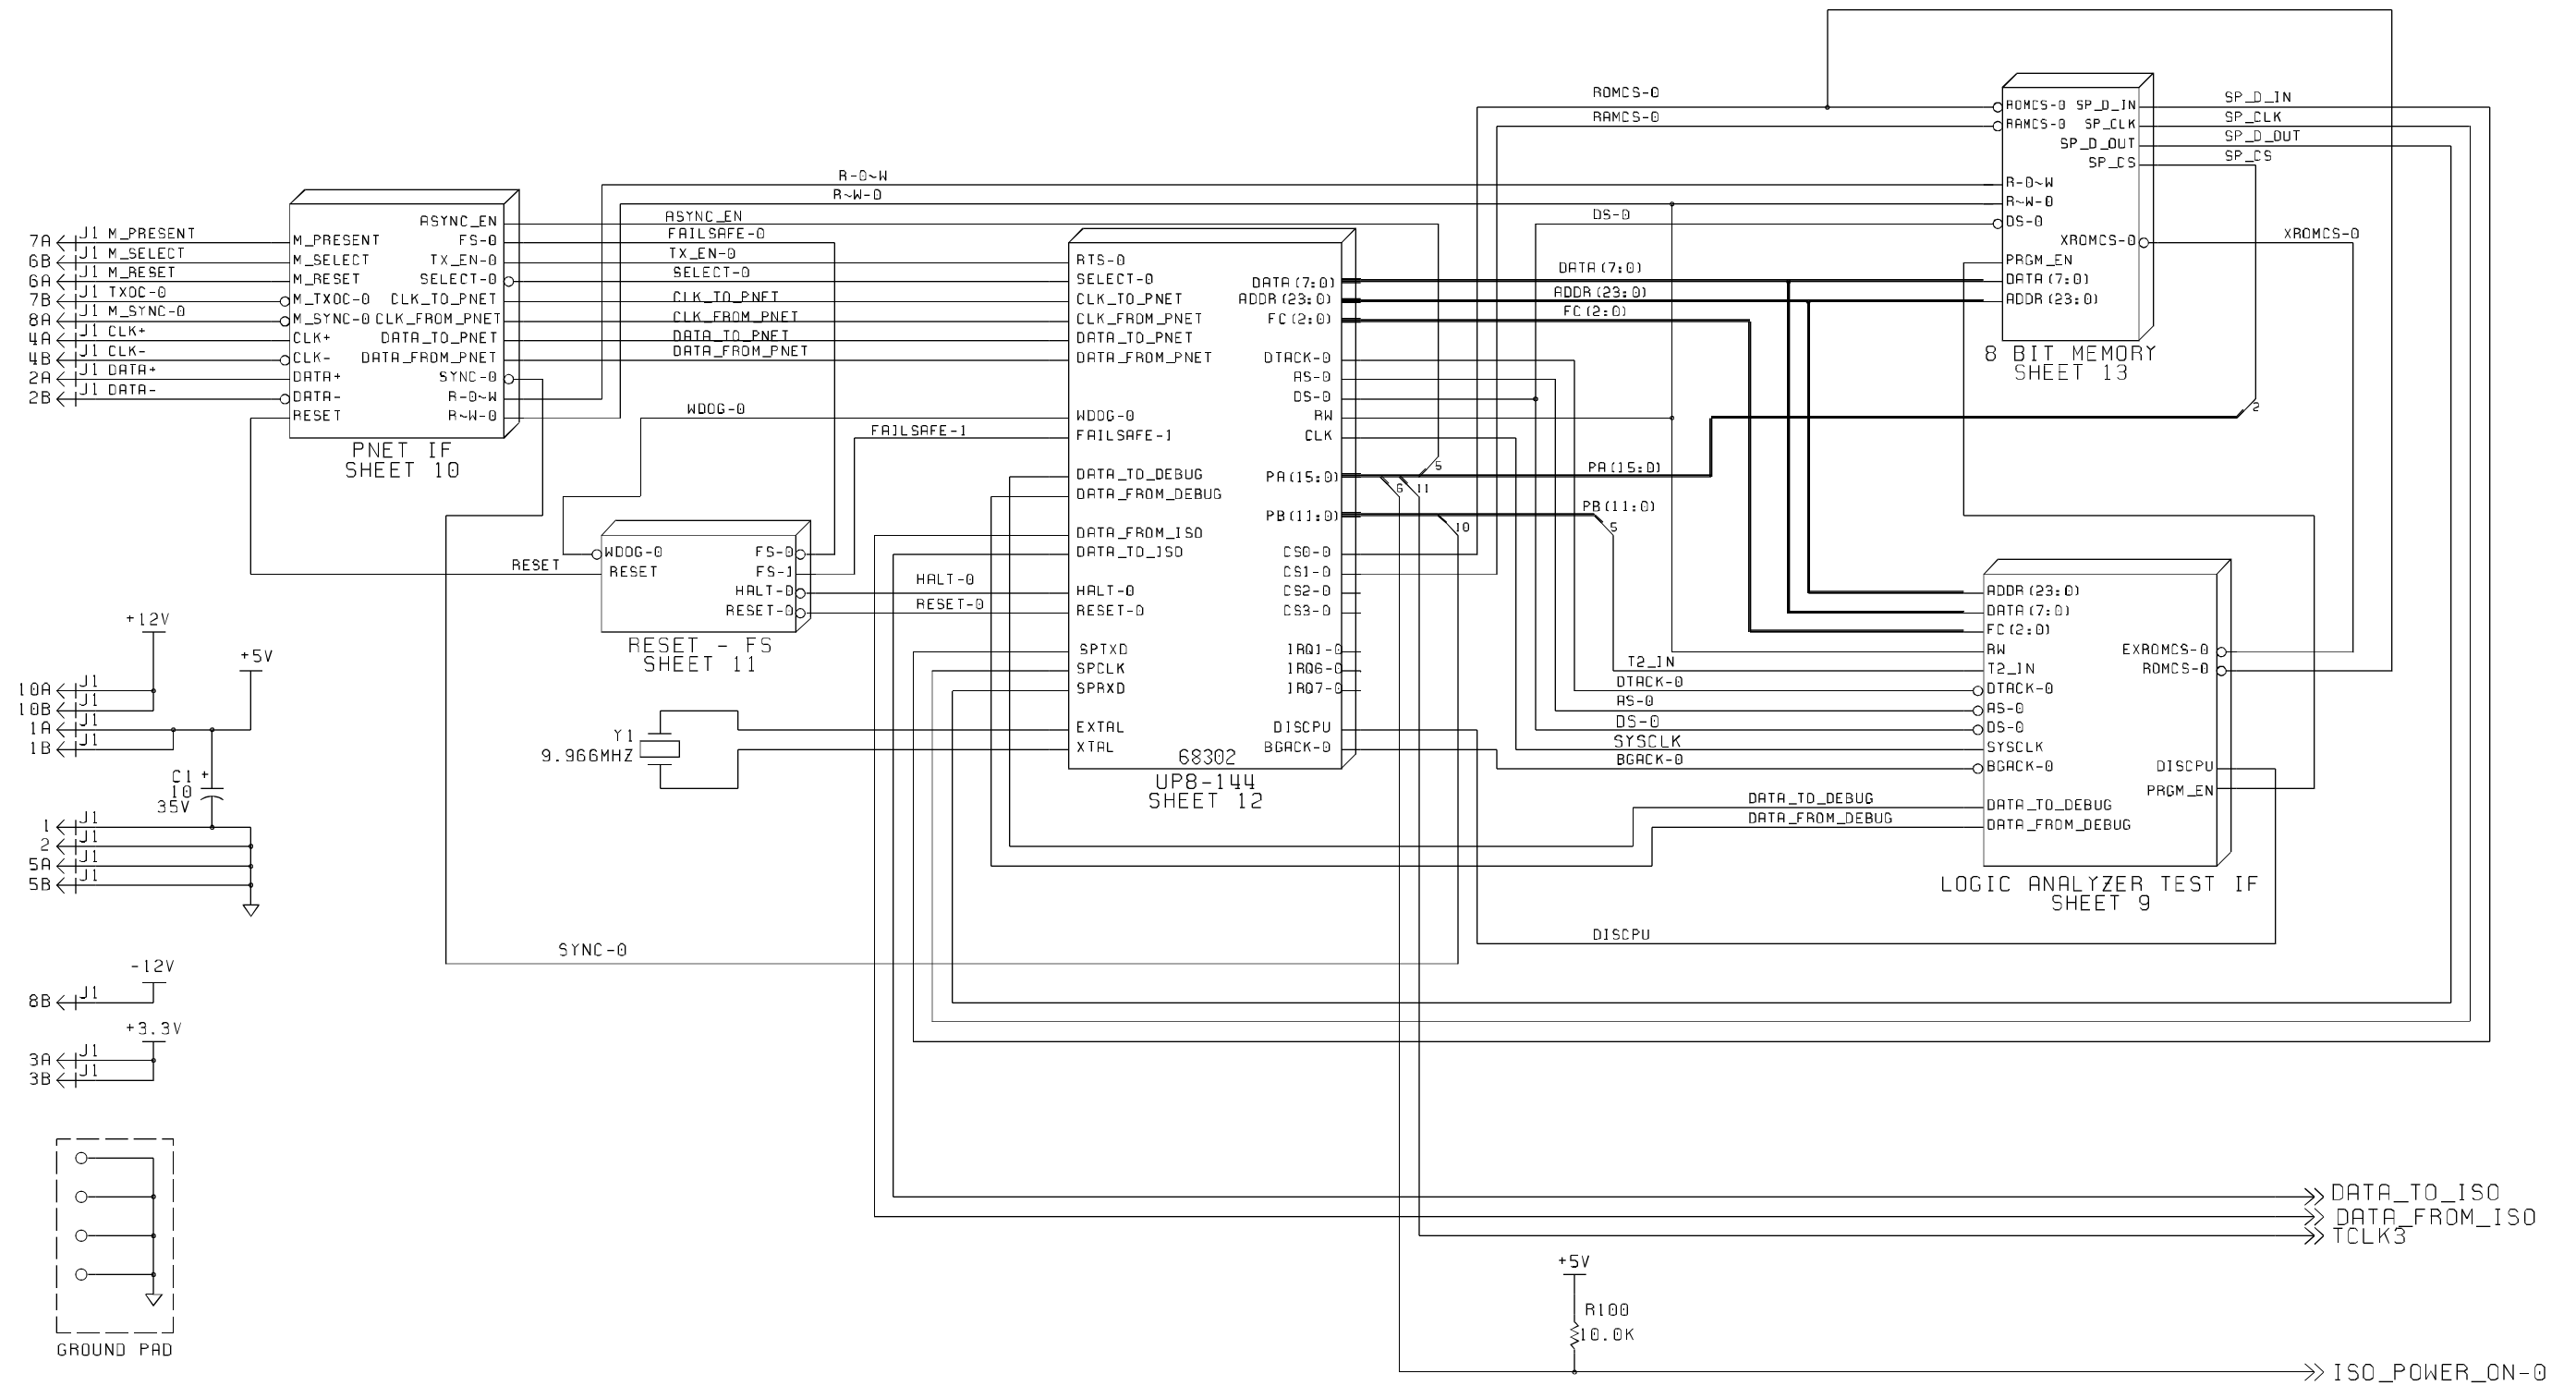 ROMCS-0
RAMCS-0
R-0~W
R~W-0
ASYNC_EN
FAILSAFE-0
TX_EN-0
SELECT-0
CLK_TO_PNET
CLK_FROM_PNET
DATA_TO_PNET
DATA_FROM_PNET
WDOG-0
FAILSAFE-1
7A J1 M_PRESENT
6B J1 M_SELECT
6A J1 M_RESET
7B J1 TXOC-0
8A J1 M_SYNC-0
4A J1 CLK+
4B J1 CLK-
2A J1 DATA+
2B J1 DATA-
ASYNC_EN
M_PRESENT FS-0
M_SELECT TX_EN-0
M_RESET SELECT-0
M_TXOC-0 CLK_TO_PNET
M_SYNC-0 CLK_FROM_PNET
CLK+ DATA_TO_PNET
CLK- DATA_FROM_PNET
DATA+ SYNC-0
DATA- R-0~W
RESET R~W-0
PNET IF
SHEET 10
RESET
WDOG-0 FS-0
RESET FS-1
HALT-0
RESET-0
RESET - FS
SHEET 11
HALT-0
RESET-0
Y1
9.966MHZ
RTS-0
SELECT-0 DATA(7:0)
CLK_TO_PNET ADDR(23:0)
CLK_FROM_PNET FC(2:0)
DATA_TO_PNET
DATA_FROM_PNET DTACK-0
AS-0
DS-0
WDOG-0 RW
FAILSAFE-1 CLK
DATA_TO_DEBUG PA(15:0)
DATA_FROM_DEBUG
PB(11:0)
DATA_FROM_ISO
DATA_TO_ISO CS0-0
CS1-0
HALT-0 CS2-0
RESET-0 CS3-0
SPTXD IRQ1-0
SPCLK IRQ6-0
SPRXD IRQ7-0
EXTAL DISCPU
XTAL BGACK-0
68302
UP8-144
SHEET 12
DS-0
DATA(7:0)
ADDR(23:0)
FC(2:0)
PA(15:0)
5
6
11
PB(11:0)
10
5
2
ROMCS-0 SP_D_IN
RAMCS-0 SP_CLK
SP_D_OUT
SP_CS
R-0~W
R~W-0
DS-0
XROMCS-0
PRGM_EN
DATA(7:0)
ADDR(23:0)
8 BIT MEMORY
SHEET 13
SP_D_IN
SP_CLK
SP_D_OUT
SP_CS
XROMCS-0
T2_IN
DTACK-0
AS-0
DS-0
SYSCLK
BGACK-0
DATA_TO_DEBUG
DATA_FROM_DEBUG
ADDR(23:0)
DATA(7:0)
FC(2:0)
RW EXROMCS-0
T2_IN ROMCS-0
DTACK-0
AS-0
DS-0
SYSCLK
BGACK-0 DISCPU
PRGM_EN
DATA_TO_DEBUG
DATA_FROM_DEBUG
LOGIC ANALYZER TEST IF
SHEET 9
DISCPU
SYNC-0
+12V
+5V
10A J1
10B J1
1A J1
1B J1
C1 +
10
35V
1 J1
2 J1
5A J1
5B J1
-12V
8B J1
+3.3V
3A J1
3B J1
GROUND PAD
DATA_TO_ISO
DATA_FROM_ISO
TCLK3
+5V
R100
10.0K
ISO_POWER_ON-0